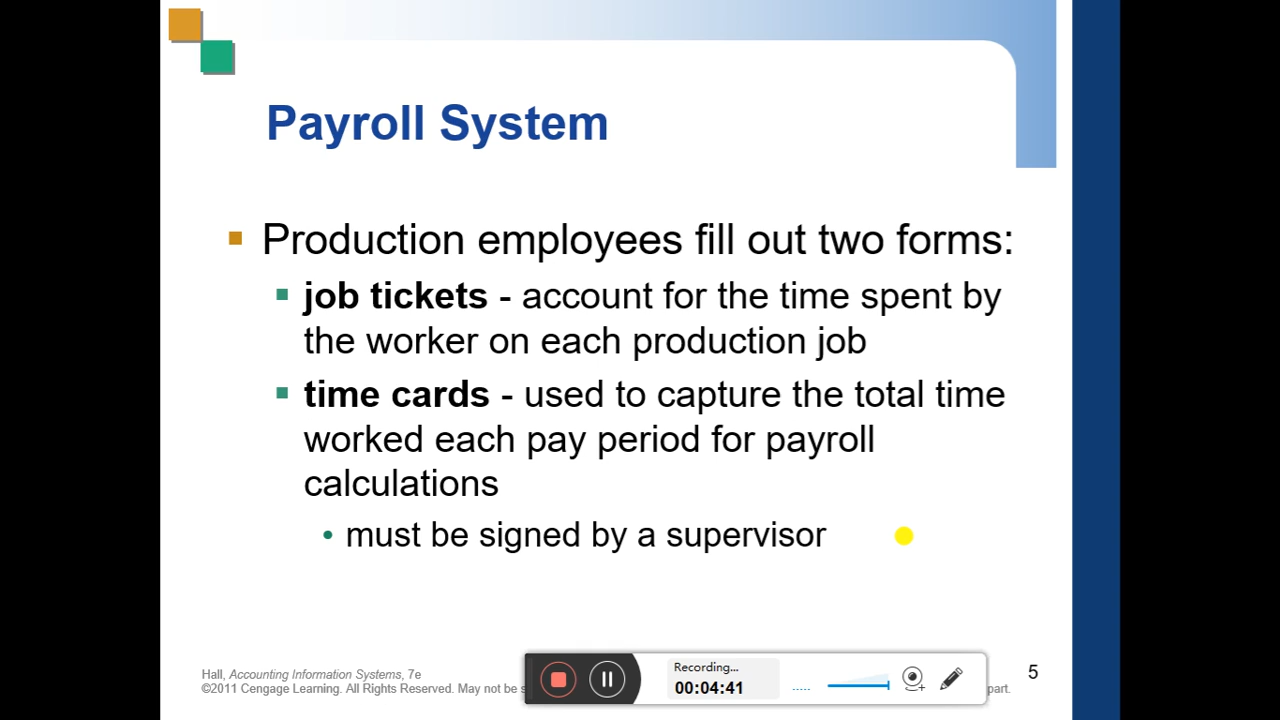 Payroll System
Production employees fill out two forms:
job tickets - account for the time spent by
the worker on each production job
time cards - used to capture the total time
worked each pay period for payroll
calculations
• must be signed by a supervisor
Hall, Accounting Information Systems, 7e
©2011 Cengage Learning. All Rights Reserved. May not be
part.
Recording...
00:04:41
5